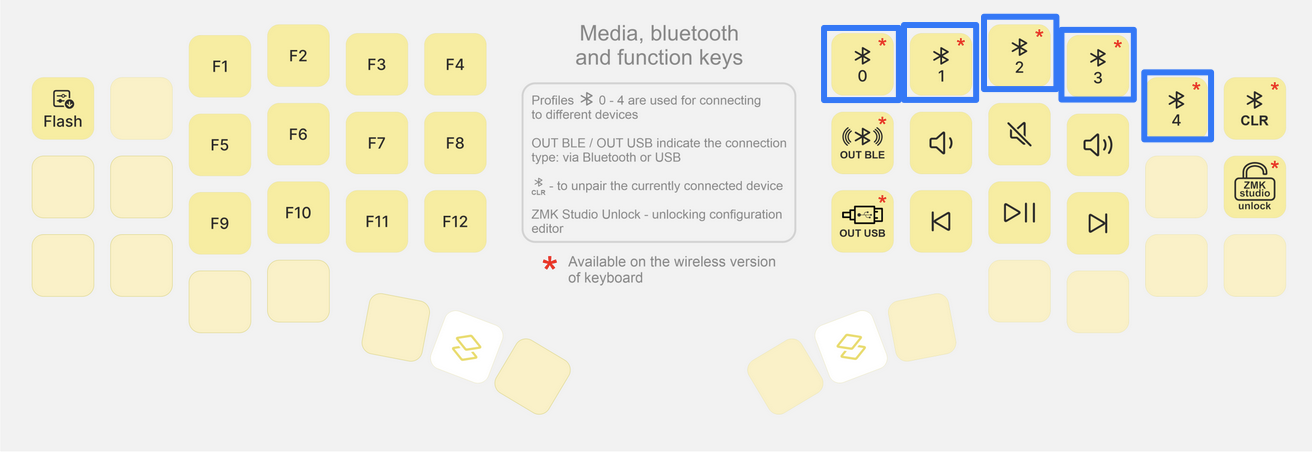 Media, bluetooth
and function keys
F1
F2
F3
F4
0
1
2
3
4
CLR
Flash
F5
F6
F7
F8
OUT BLE
F9
F10
F11
F12
OUT USB
ZMK
studio
unlock
Profiles 0 - 4 are used for connecting
to different devices
OUT BLE / OUT USB indicate the connection
type: via Bluetooth or USB
CLR - to unpair the currently connected device
ZMK Studio Unlock - unlocking configuration
editor
* Available on the wireless version
of keyboard